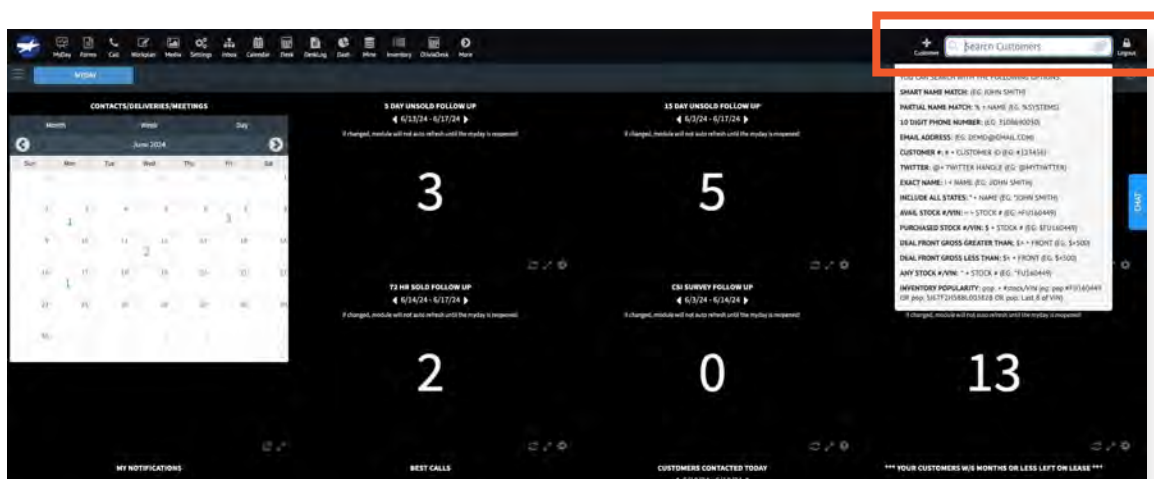 MyDay Forms Call Workplan Media Settings Inbox Calendar Desk DeskLog Dash Mine Inventory OliviaDesk More
Customer
Search Customers
Logout
MYDAY
CONTACTS/DELIVERIES/MEETINGS
Month Week Day
June 2024
Sun Mon Tue Wed Thu Fri Sat
1
3
2
1
5 DAY UNSOLD FOLLOW UP
6/13/24 - 6/17/24
If changed, module will not auto refresh until the myday is reopened
3
15 DAY UNSOLD FOLLOW UP
6/3/24 - 6/17/24
If changed, module will not auto refresh until the myday is reopened
5
YOU CAN SEARCH WITH THE FOLLOWING OPTIONS:
SMART NAME MATCH: (EG. JOHN SMITH)
PARTIAL NAME MATCH: % + NAME (EG. %SYSTEMS)
10 DIGIT PHONE NUMBER:
EMAIL ADDRESS: (EG. DEMO@GMAIL.COM)
CUSTOMER #: # + CUSTOMER ID (EG. #123456)
TWITTER: @+ TWITTER HANDLE (EG. @MYTWITTER)
EXACT NAME: ! + NAME (EG. !JOHN SMITH)
INCLUDE ALL STATES: * + NAME (EG. *JOHN SMITH)
AVAIL STOCK #/VIN: = + STOCK # (EG. =FU160449)
PURCHASED STOCK #/VIN: $ + STOCK # (EG. $FU160449)
DEAL FRONT GROSS GREATER THAN: $> + FRONT (EG. $>500)
DEAL FRONT GROSS LESS THAN: $< + FRONT (EG. $<500)
ANY STOCK #/VIN: ^ + STOCK # (EG. ^FU160449)
INVENTORY POPULARITY: pop: + #stock/VIN (eg: pop:#FU160449
OR pop: OR pop: Last 8 of VIN)
CHAT
72 HR SOLD FOLLOW UP
6/14/24 - 6/17/24
If changed, module will not auto refresh until the myday is reopened
2
CSI SURVEY FOLLOW UP
6/3/24 - 6/14/24
If changed, module will not auto refresh until the myday is reopened
0
If changed, module will not auto refresh until the myday is reopened
13
MY NOTIFICATIONS
BEST CALLS
CUSTOMERS CONTACTED TODAY
*** YOUR CUSTOMERS W/6 MONTHS OR LESS LEFT ON LEASE ***